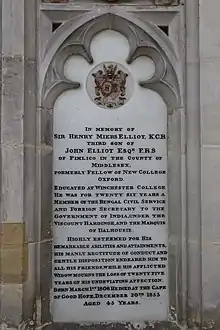 In memory of
Sir Henry Miers Elliot, K.C.B.
third son of
John Elliot Esqr. F.R.S
of Pimlico in the County of
Middlesex,
formerly Fellow of New College
Oxford.
Educated at Winchester College
He was for twenty six years a
Member of the Bengal Civil Service
and Foreign Secretary to the
Government of India, under the
Viscount Hardinge, and the Marquis
of Dalhousie.
Highly esteemed for his
remarkable abilities and attainments,
his manly rectitude of conduct and
gentle disposition endeared him to
all his friends, while his afflicted
widow mourns the loss of twenty five
years of his undeviating affection.
Born March 1st 1808 he died at the Cape
of Good Hope, December 20th 1853
Aged 45 Years.